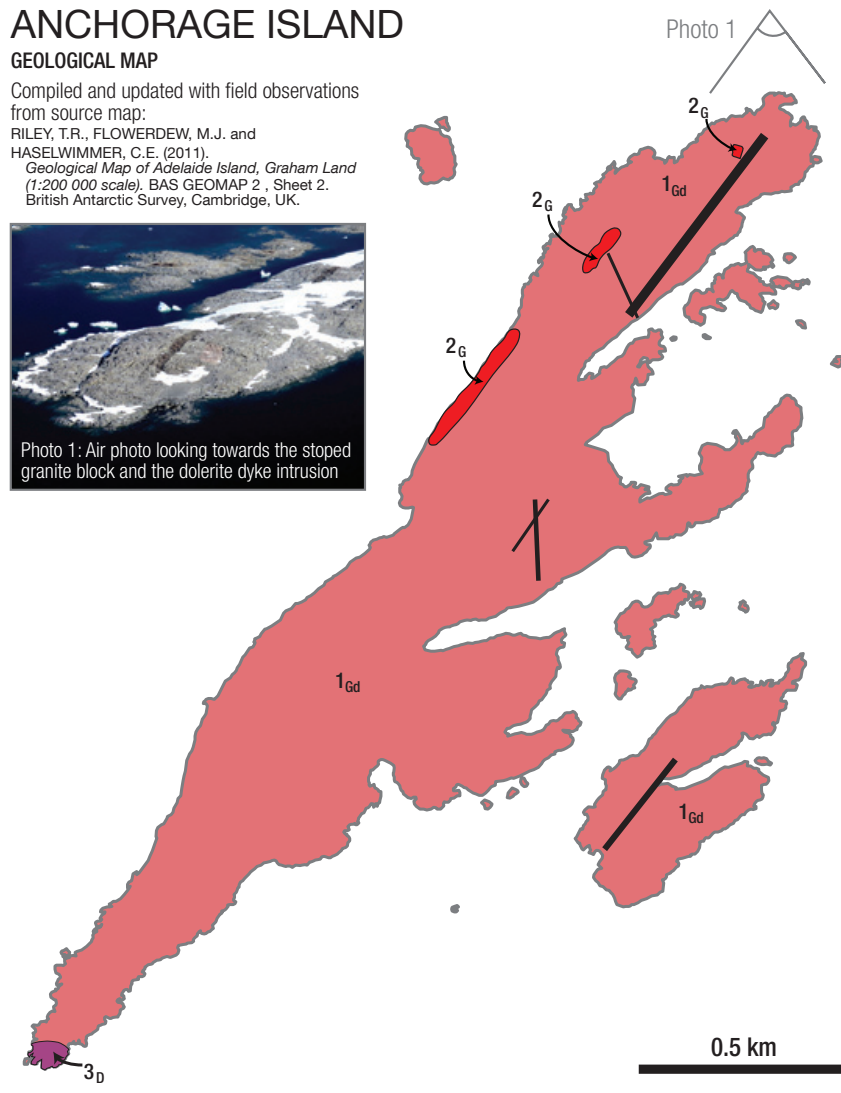 ANCHORAGE ISLAND
GEOLOGICAL MAP
Compiled and updated with field observations
from source map:
RILEY, T.R., FLOWERDEW, M.J. and
HASELWIMMER, C.E. (2011).
Geological Map of Adelaide Island, Graham Land
(1:200 000 scale). BAS GEOMAP 2 , Sheet 2.
British Antarctic Survey, Cambridge, UK.
Photo 1: Air photo looking towards the stoped
granite block and the dolerite dyke intrusion
Photo 1
2G
1Gd
2G
2G
1Gd
1Gd
3D
0.5 km